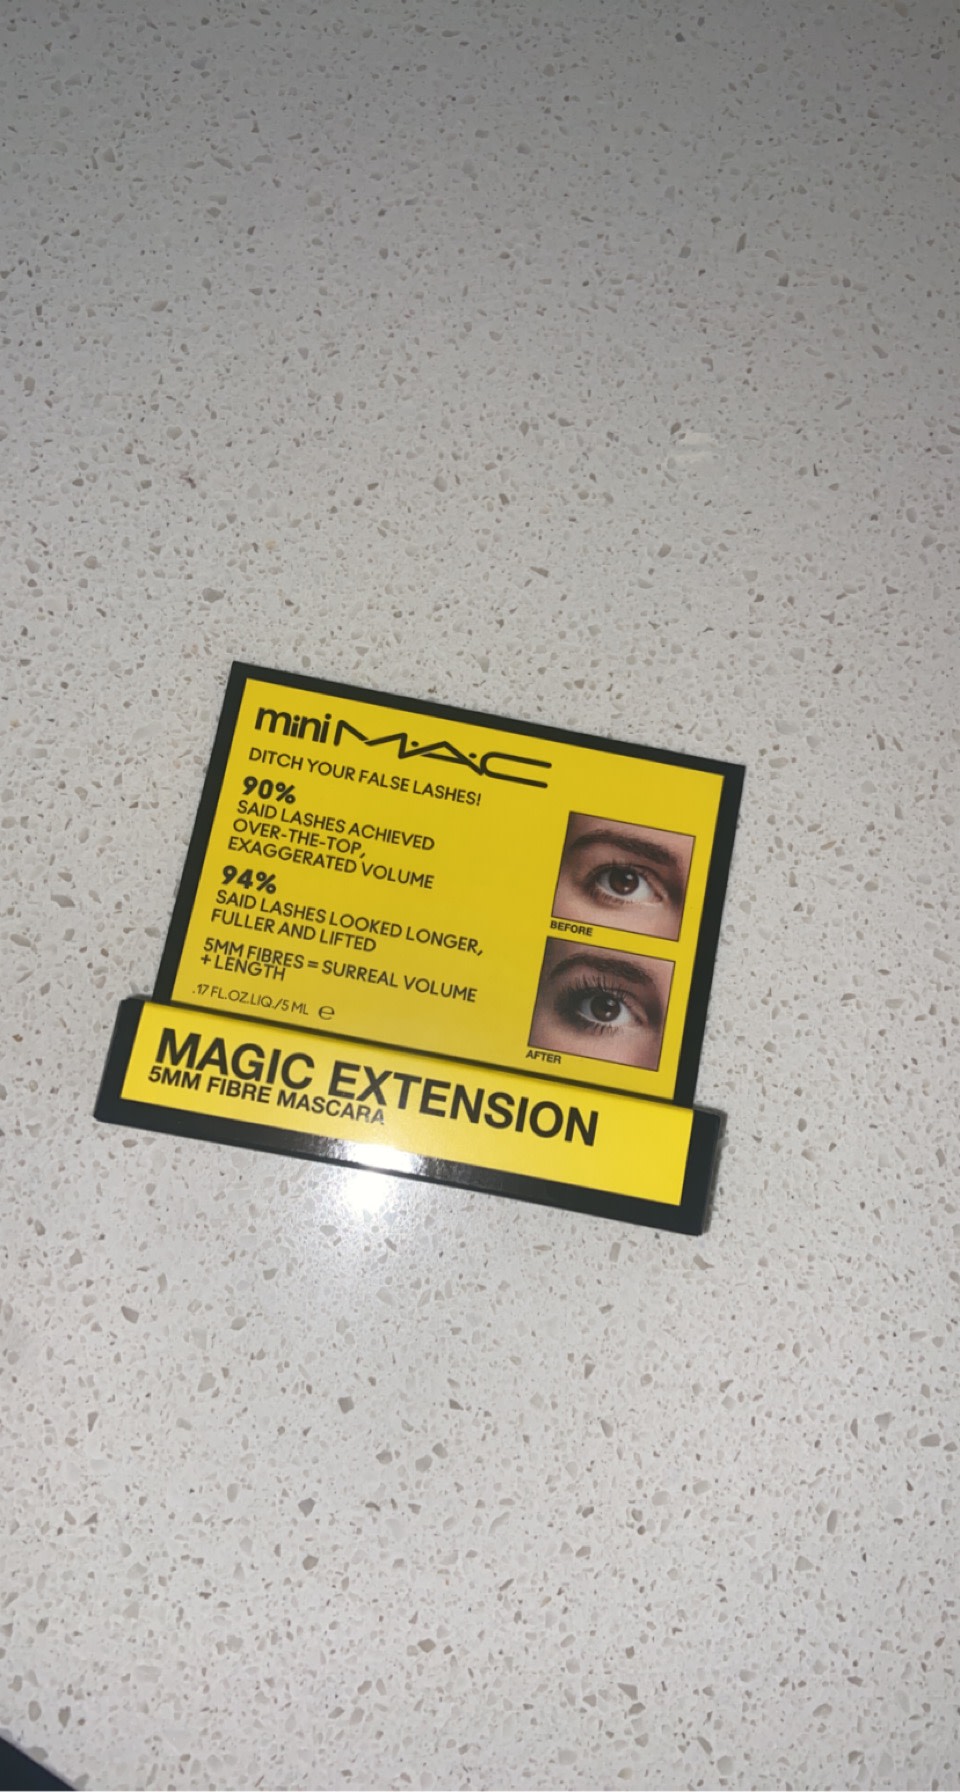 mini M·A·C
DITCH YOUR FALSE LASHES!
90%
SAID LASHES ACHIEVED
OVER-THE-TOP,
EXAGGERATED VOLUME
94%
SAID LASHES LOOKED LONGER,
FULLER AND LIFTED
5MM FIBRES = SURREAL VOLUME
+ LENGTH
.17 FL.OZ.LIQ./5 ML ℮
BEFORE
AFTER
MAGIC EXTENSION
5MM FIBRE MASCARA